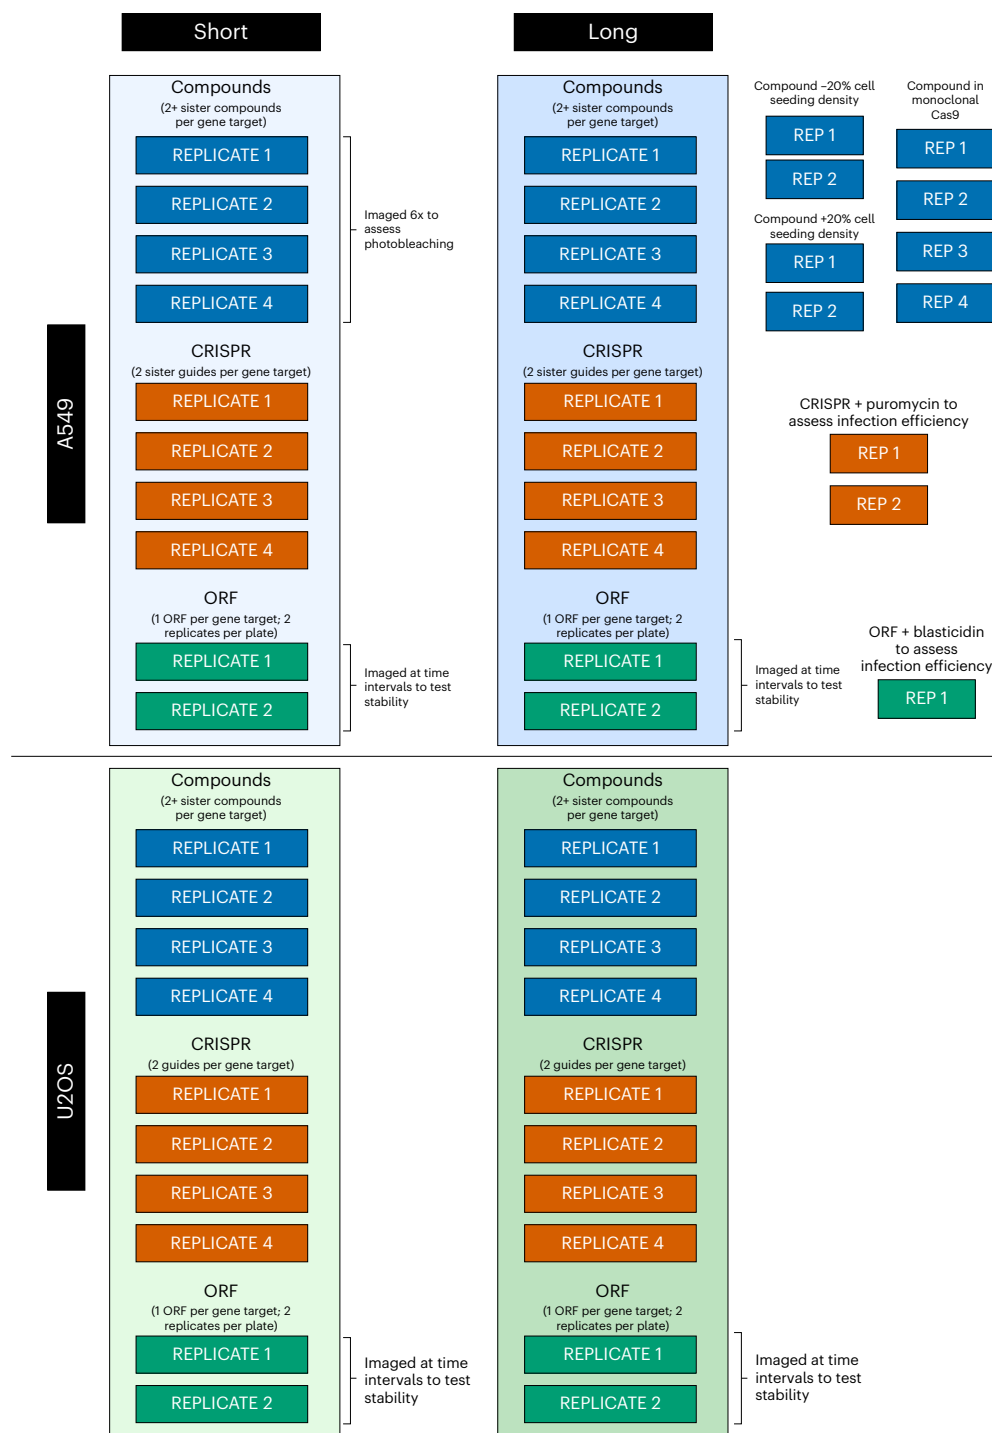 Short
Long
A549
Compounds
(2+ sister compounds
per gene target)
REPLICATE 1
REPLICATE 2
REPLICATE 3
REPLICATE 4
Imaged 6x to
assess
photobleaching
CRISPR
(2 sister guides per gene target)
REPLICATE 1
REPLICATE 2
REPLICATE 3
REPLICATE 4
ORF
(1 ORF per gene target; 2
replicates per plate)
REPLICATE 1
REPLICATE 2
Imaged at time
intervals to test
stability
Compounds
(2+ sister compounds
per gene target)
REPLICATE 1
REPLICATE 2
REPLICATE 3
REPLICATE 4
CRISPR
(2 sister guides per gene target)
REPLICATE 1
REPLICATE 2
REPLICATE 3
REPLICATE 4
ORF
(1 ORF per gene target; 2
replicates per plate)
REPLICATE 1
REPLICATE 2
Imaged at time
intervals to test
stability
Compound –20% cell
seeding density
REP 1
REP 2
Compound +20% cell
seeding density
REP 1
REP 2
Compound in
monoclonal
Cas9
REP 1
REP 2
REP 3
REP 4
CRISPR + puromycin to
assess infection efficiency
REP 1
REP 2
ORF + blasticidin
to assess
infection efficiency
REP 1
U2OS
Compounds
(2+ sister compounds
per gene target)
REPLICATE 1
REPLICATE 2
REPLICATE 3
REPLICATE 4
CRISPR
(2 guides per gene target)
REPLICATE 1
REPLICATE 2
REPLICATE 3
REPLICATE 4
ORF
(1 ORF per gene target; 2
replicates per plate)
REPLICATE 1
REPLICATE 2
Imaged at time
intervals to test
stability
Compounds
(2+ sister compounds
per gene target)
REPLICATE 1
REPLICATE 2
REPLICATE 3
REPLICATE 4
CRISPR
(2 guides per gene target)
REPLICATE 1
REPLICATE 2
REPLICATE 3
REPLICATE 4
ORF
(1 ORF per gene target; 2
replicates per plate)
REPLICATE 1
REPLICATE 2
Imaged at time
intervals to test
stability